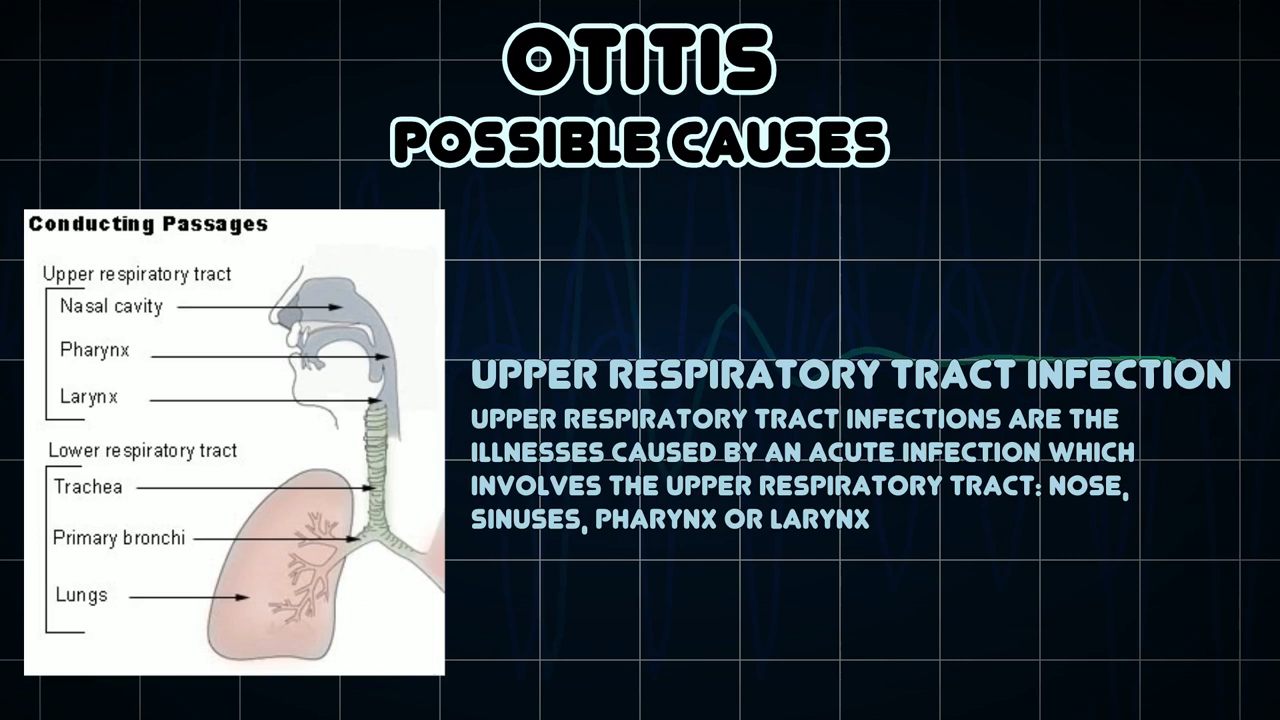 OTITIS
POSSIBLE CAUSES
Conducting Passages
Upper respiratory tract
Nasal cavity
Pharynx
Larynx
Lower respiratory tract
Trachea
Primary bronchi
Lungs
UPPER RESPIRATORY TRACT INFECTION
UPPER RESPIRATORY TRACT INFECTIONS ARE THE
ILLNESSES CAUSED BY AN ACUTE INFECTION WHICH
INVOLVES THE UPPER RESPIRATORY TRACT: NOSE,
SINUSES, PHARYNX OR LARYNX